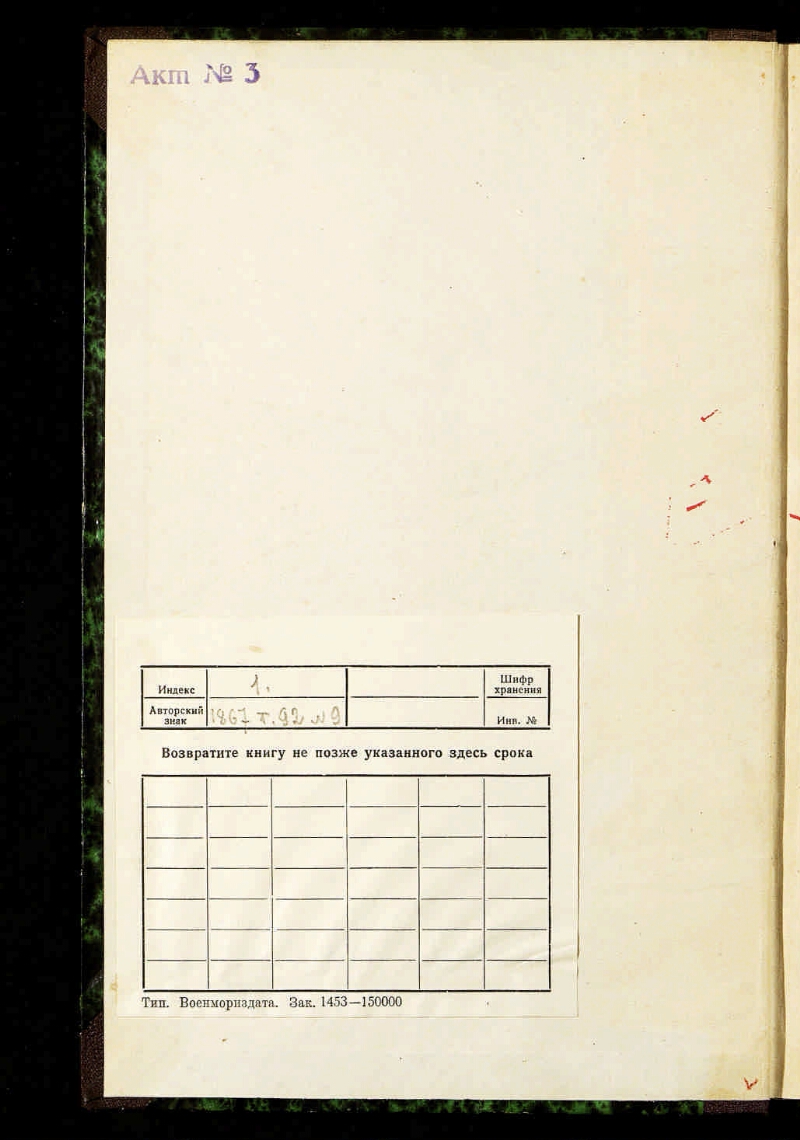 Акт № 3
Индекс 1. Шифр хранения
Авторский знак 1867 т. 92 № 9 Инв. №
Возвратите книгу не позже указанного здесь срока
Тип. Военмориздата. Зак. 1453—150000